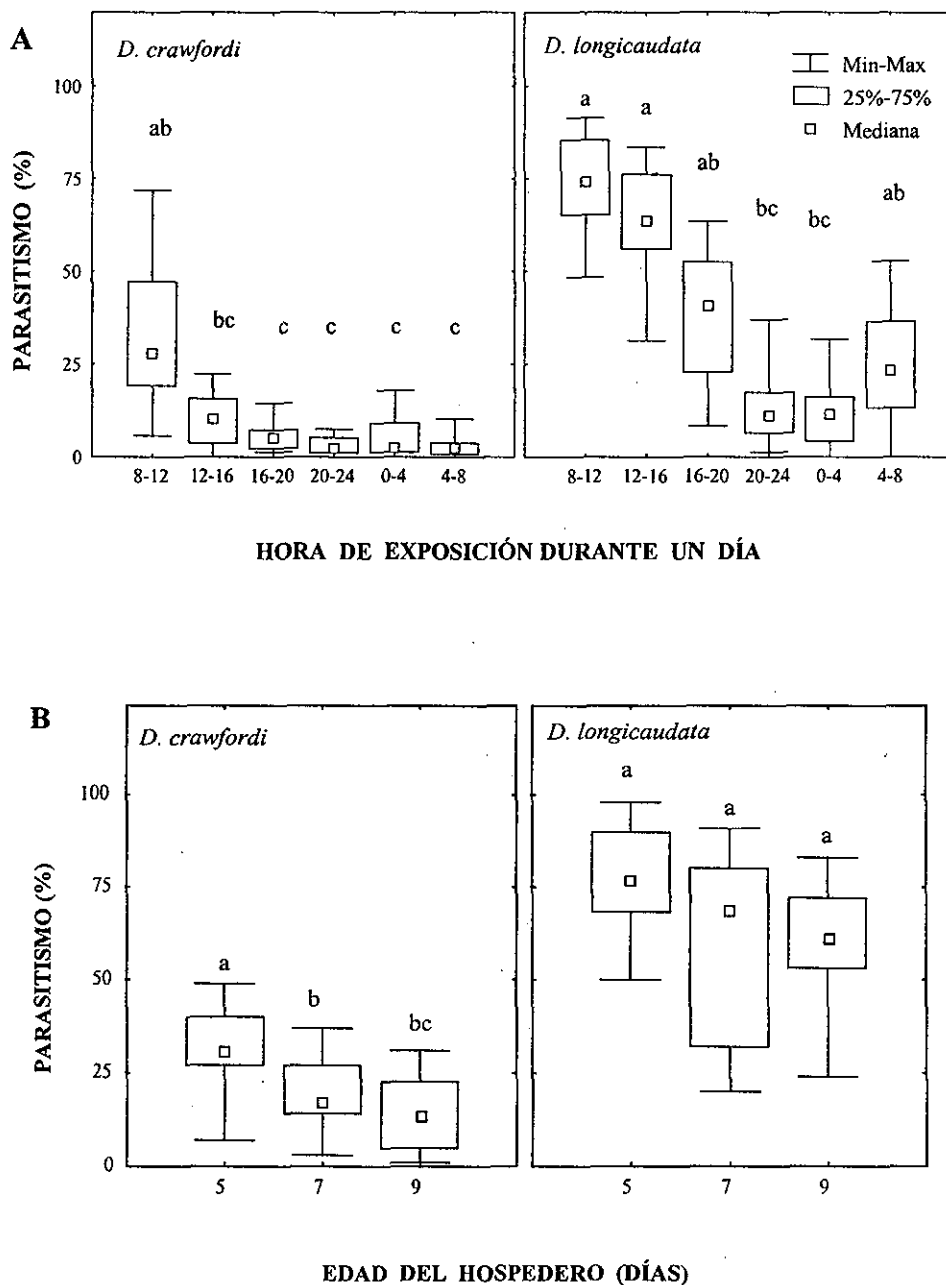 A
D. crawfordi
D. longicaudata
Min-Max
25%-75%
Mediana
PARASITISMO (%)
100
75
50
25
0
ab
bc
c
c
c
c
a
a
ab
bc
bc
ab
8-12
12-16
16-20
20-24
0-4
4-8
8-12
12-16
16-20
20-24
0-4
4-8
HORA DE EXPOSICIÓN DURANTE UN DÍA
B
D. crawfordi
D. longicaudata
PARASITISMO (%)
100
75
50
25
0
a
b
bc
a
a
a
5
7
9
5
7
9
EDAD DEL HOSPEDERO (DÍAS)